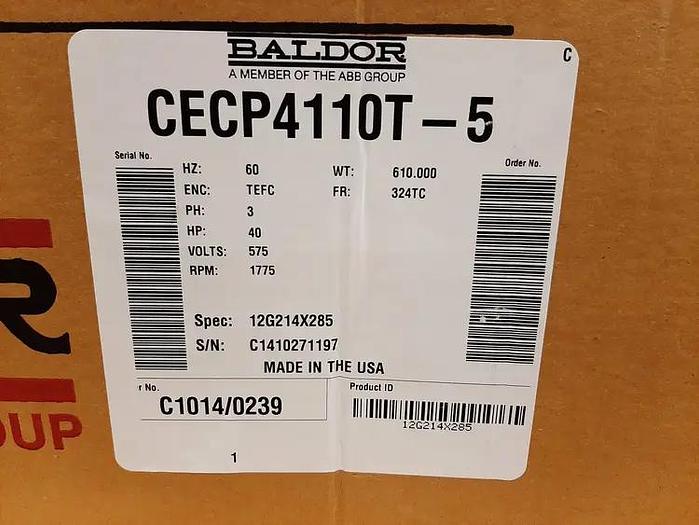 BALDOR
A MEMBER OF THE ABB GROUP
C
CECP4110T-5
Serial No.
Order No.
HZ: 60 WT: 610.000
ENC: TEFC FR: 324TC
PH: 3
HP: 40
VOLTS: 575
RPM: 1775
Spec: 12G214X285
S/N: C1410271197
MADE IN THE USA
r No.
Product ID
C1014/0239
12G214X285
1
R
OUP